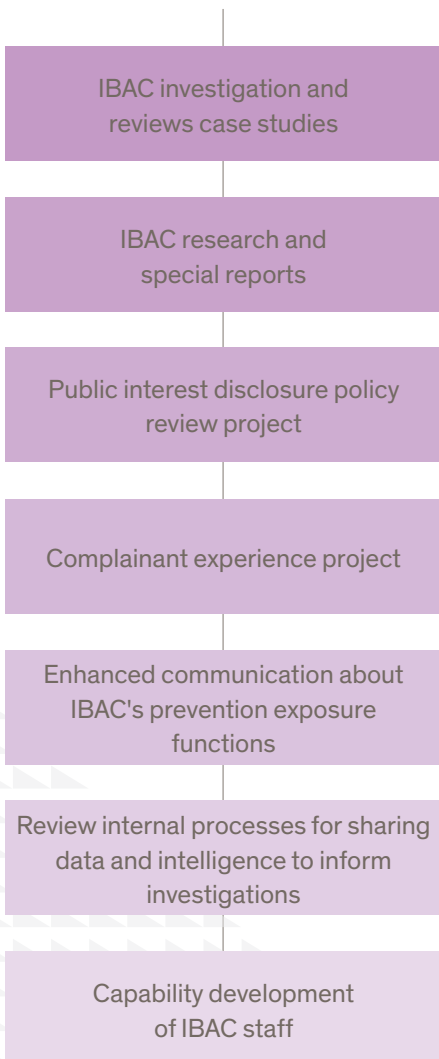 IBAC investigation and
reviews case studies
IBAC research and
special reports
Public interest disclosure policy
review project
Complainant experience project
Enhanced communication about
IBAC's prevention exposure
functions
Review internal processes for sharing
data and intelligence to inform
investigations
Capability development
of IBAC staff